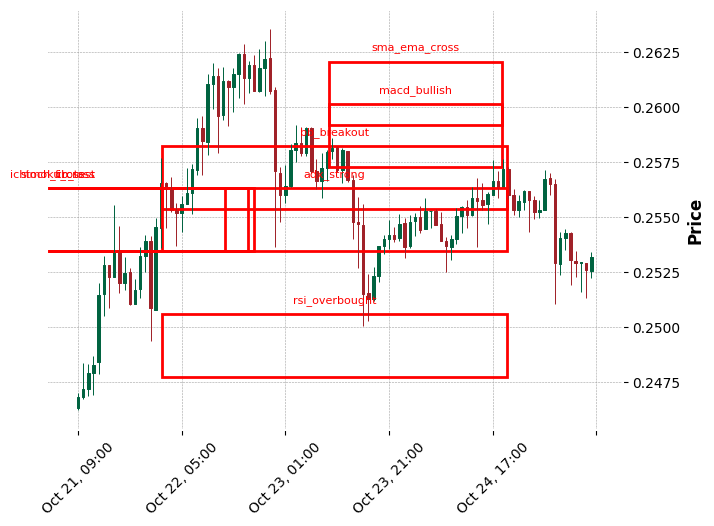 sma_ema_cross
0.2625
macd_bullish
0.2600
breakout
0.2575
adx_strong
0.2550
Price
0.2525
rsi_overbought
0.2500
0.2475
Oct 21, 09:00
Oct 22, 05:00
Oct 23, 01:00
Oct 23, 21:00
Oct 24, 17:00